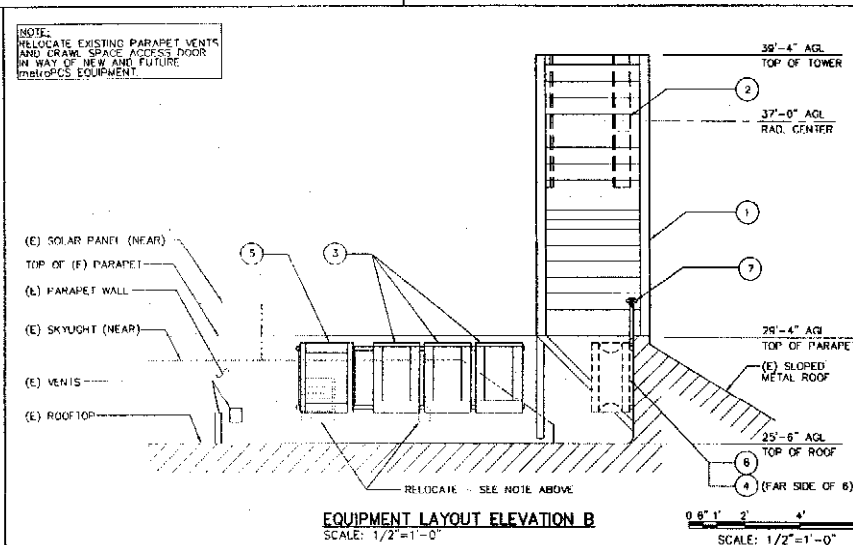 NOTE:
RELOCATE EXISTING PARAPET VENTS
AND CRAWL SPACE ACCESS DOOR
IN WAY OF NEW AND FUTURE
metroPCS EQUIPMENT.
39'-4" AGL
TOP OF TOWER
2
37'-0" AGL
RAD. CENTER
1
(E) SOLAR PANEL (NEAR)
TOP OF (E) PARAPET
5
3
(E) PARAPET WALL
7
(E) SKYLIGHT (NEAR)
29'-4" AGL
TOP OF PARAPET
(E) SLOPED
METAL ROOF
(E) VENTS
(E) ROOFTOP
25'-6" AGL
TOP OF ROOF
6
4 (FAR SIDE OF 6)
RELOCATE - SEE NOTE ABOVE
EQUIPMENT LAYOUT ELEVATION B
SCALE: 1/2"=1'-0"
0 6" 1' 2' 4'
SCALE: 1/2"=1'-0"